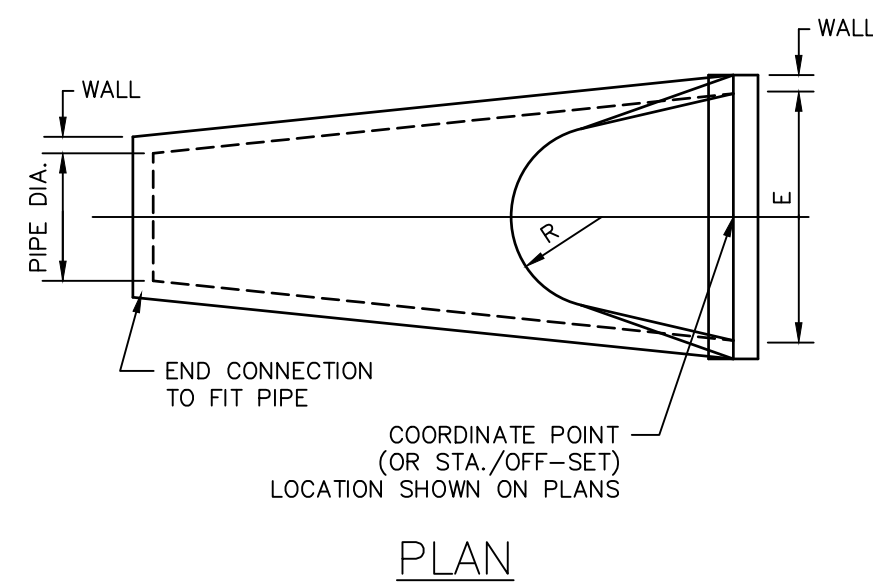 WALL
WALL
PIPE DIA.
E
R
END CONNECTION
TO FIT PIPE
COORDINATE POINT
(OR STA./OFF-SET)
LOCATION SHOWN ON PLANS
PLAN